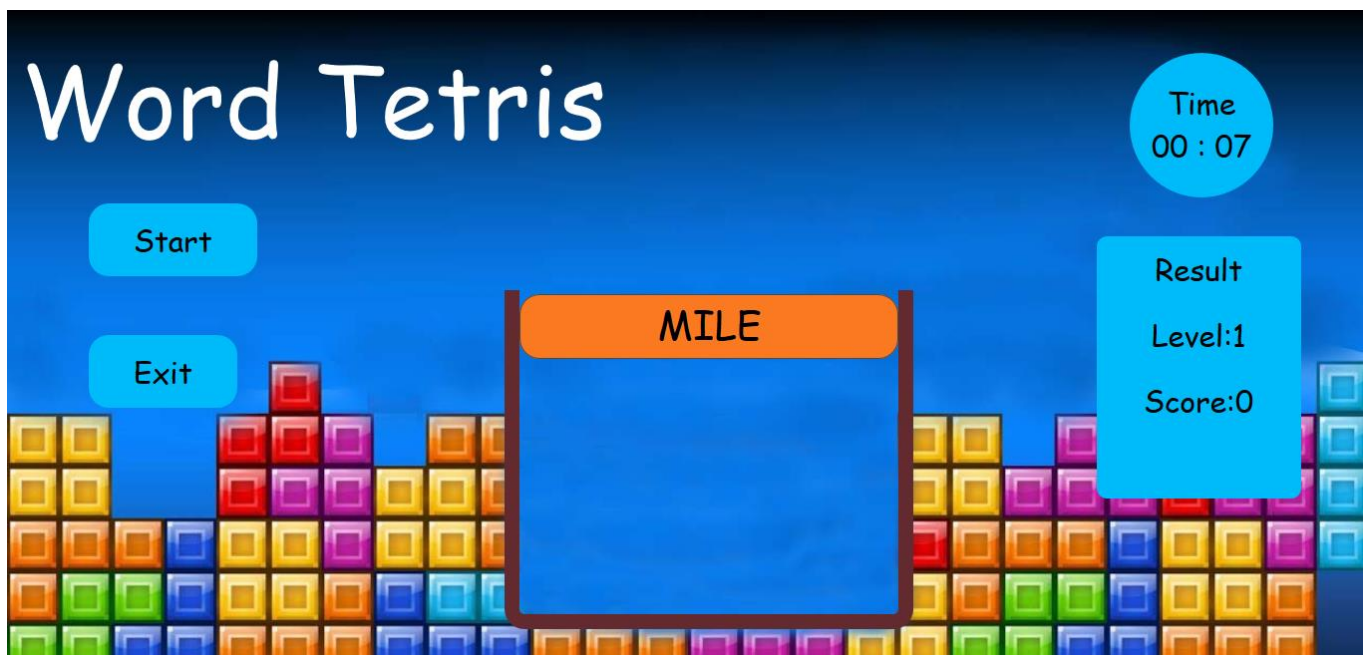 Word Tetris
Time
00 : 07
Start
Result
MILE
Level:1
Exit
Score:0